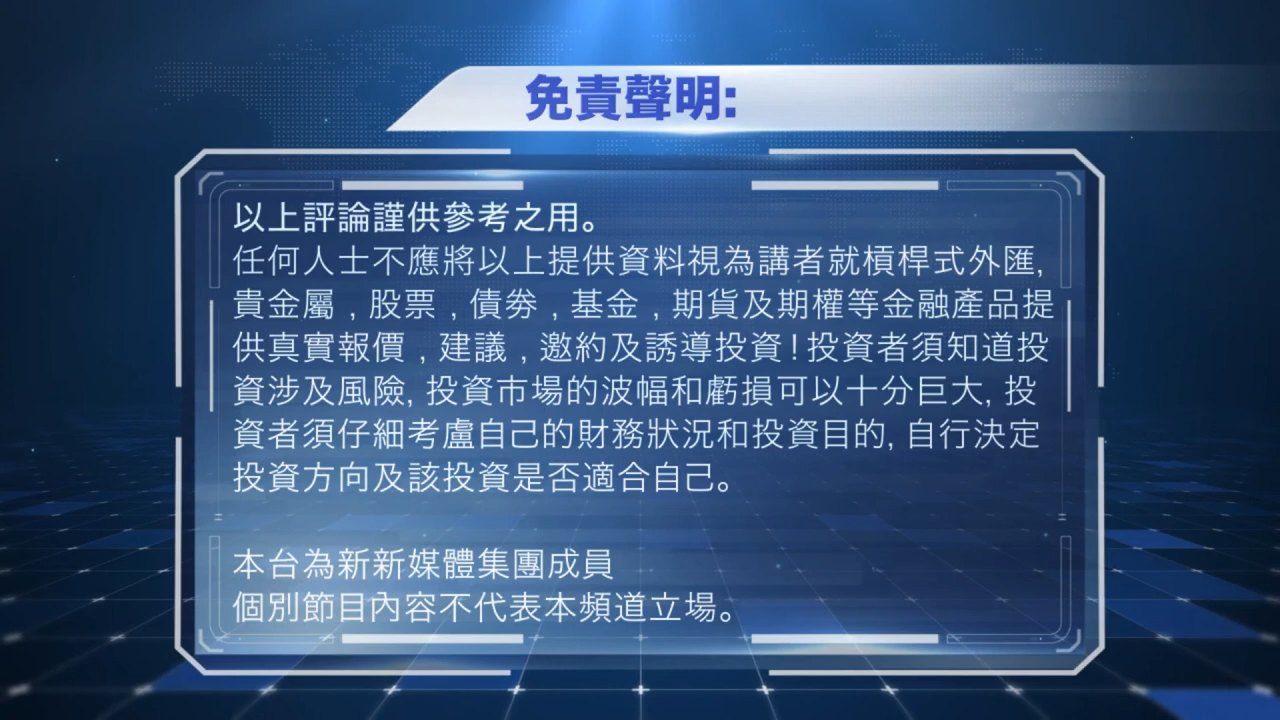 免責聲明:
以上評論謹供參考之用。
任何人士不應將以上提供資料視為講者就槓桿式外匯,
貴金屬，股票，債券，基金，期貨及期權等金融產品提
供真實報價，建議，邀約及誘導投資!投資者須知道投
資涉及風險, 投資市場的波幅和虧損可以十分巨大, 投
資者須仔細考盧自己的財務狀況和投資目的, 自行決定
投資方向及該投資是否適合自己。
本台為新新媒體集團成員
個別節目內容不代表本頻道立場。